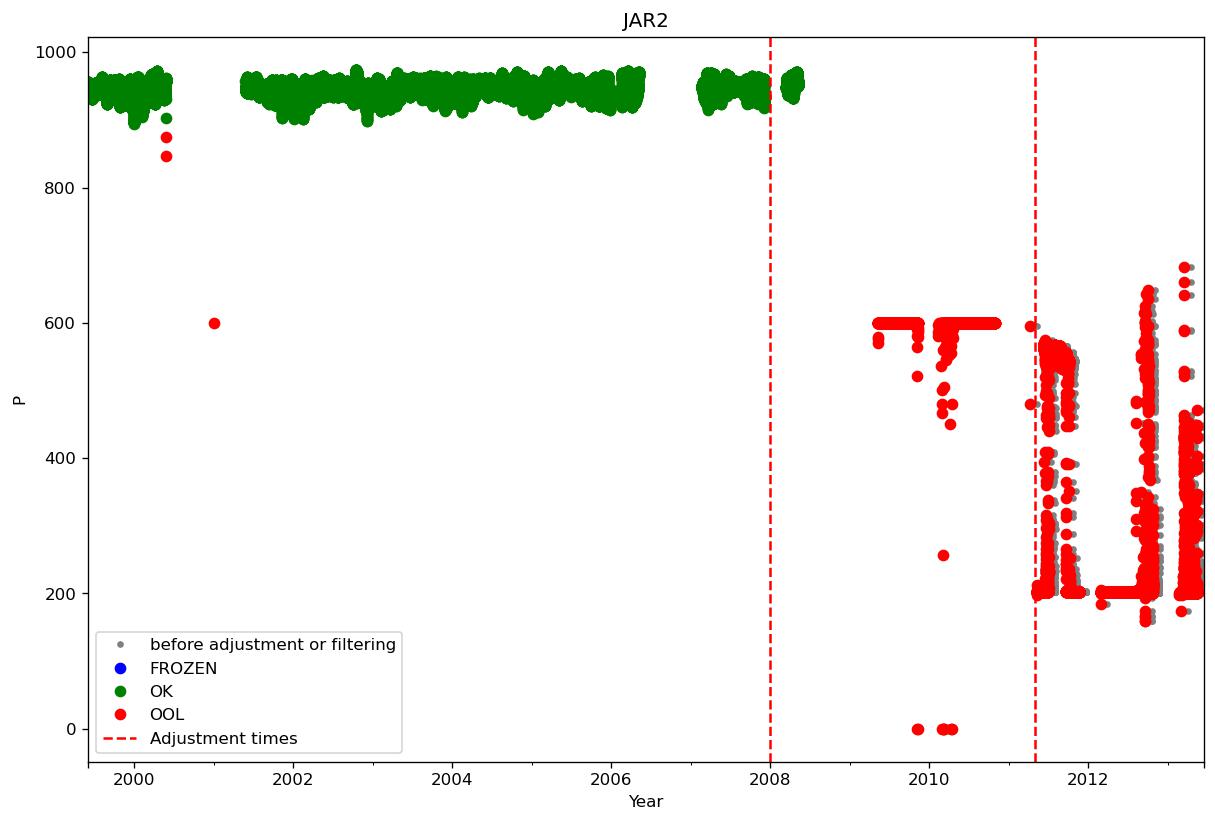 JAR2
1000
800
600
400
200
0
P
before adjustment or filtering
FROZEN
OK
OOL
Adjustment times
2000 2002 2004 2006 2008 2010 2012
Year